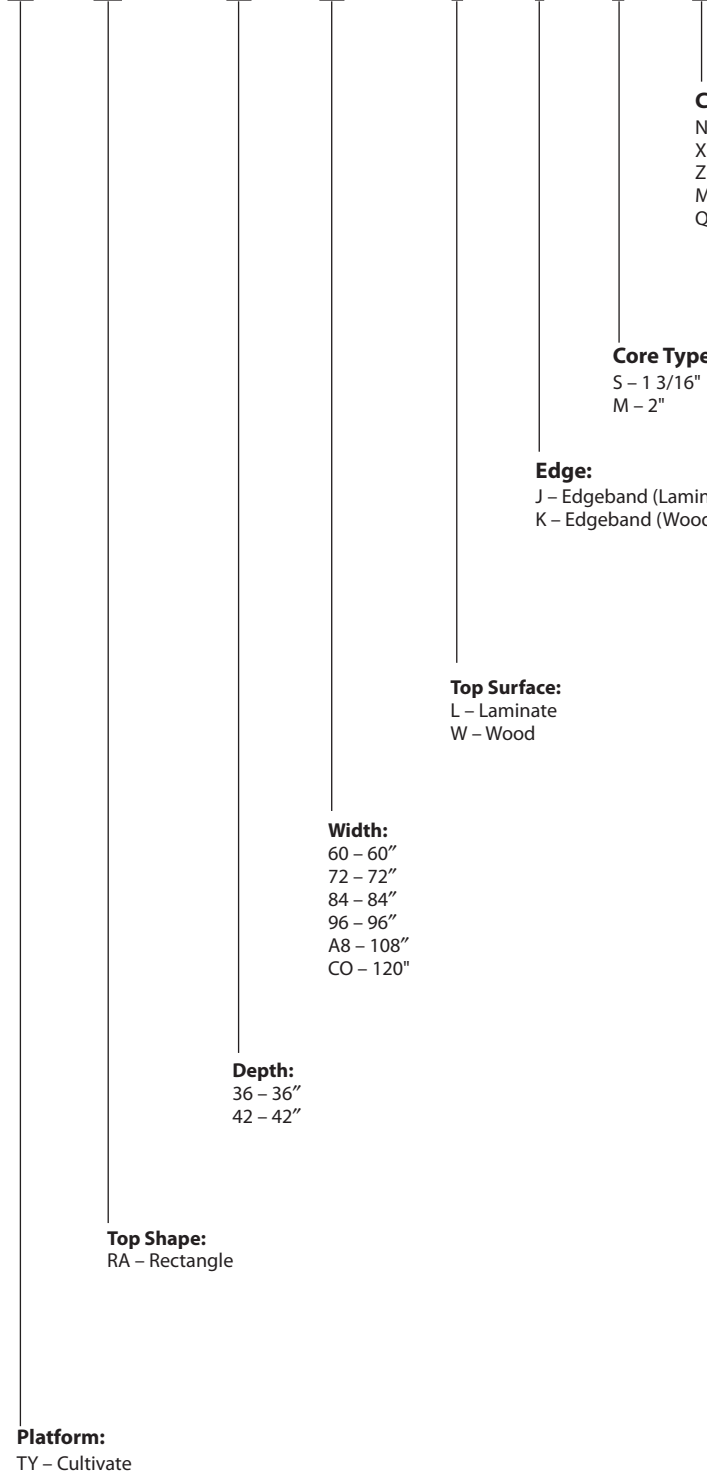 C
N
X
Z
M
Q
Core Type
S – 1 3/16"
M – 2"
Edge:
J – Edgeband (Lamin
K – Edgeband (Wood
Top Surface:
L – Laminate
W – Wood
Width:
60 – 60″
72 – 72″
84 – 84″
96 – 96″
A8 – 108″
CO – 120"
Depth:
36 – 36″
42 – 42″
Top Shape:
RA – Rectangle
Platform:
TY – Cultivate